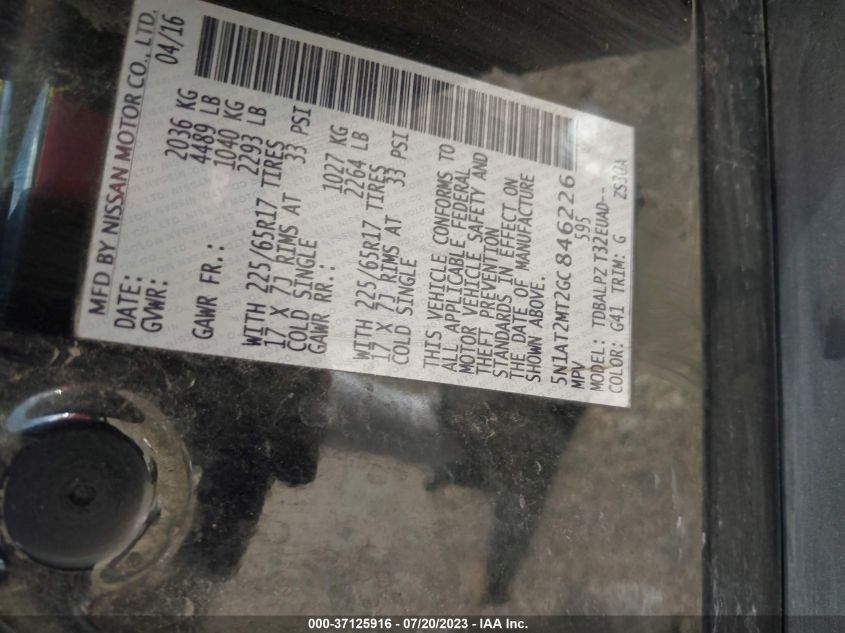 MFD BY NISSAN MOTOR CO., LTD.
DATE: 04/16
GVWR: 2036 KG
4489 LB
GAWR FR.: 1040 KG
2293 LB
WITH 225/65R17 TIRES
17 X 7J RIMS AT 33 PSI
COLD SINGLE
GAWR RR.: 1027 KG
2264 LB
WITH 225/65R17 TIRES
17 X 7J RIMS AT 33 PSI
COLD SINGLE
THIS VEHICLE CONFORMS TO
ALL APPLICABLE FEDERAL
MOTOR VEHICLE SAFETY AND
THEFT PREVENTION
STANDARDS IN EFFECT ON
THE DATE OF MANUFACTURE
SHOWN ABOVE.
5N1AT2MT2GC846226
MPV 595
MODEL: TDBALPZ T32EUAD--
COLOR: G41 TRIM: G
000-37125916 - 07/20/2023 - IAA Inc.